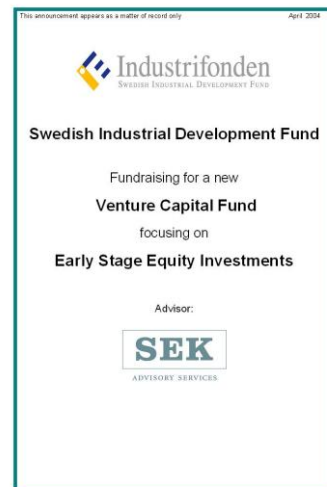 This announcement appears as a matter of record only April 2004
Industrifonden
SWEDISH INDUSTRIAL DEVELOPMENT FUND
Swedish Industrial Development Fund
Fundraising for a new
Venture Capital Fund
focusing on
Early Stage Equity Investments
Advisor:
SEK
ADVISORY SERVICES